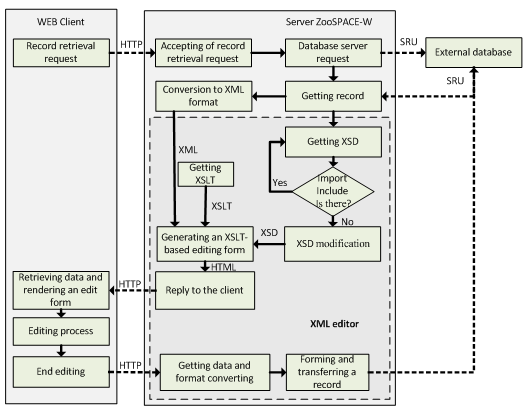 WEB Client
Server ZooSPACE-W
Record retrieval
request
HTTP
Accepting of record
retrieval request
Database server
request
SRU
External database
SRU
Conversion to XML
format
Getting record
XML
Getting
XSLT
XSLT
Getting XSD
Yes
Import
Include
Is there?
No
Generating an XSLT-
based editing form
XSD
XSD modification
HTML
Retrieving data and
rendering an edit
form
HTTP
Reply to the client
Editing process
XML editor
End editing
HTTP
Getting data and
format converting
Forming and
transferring a
record